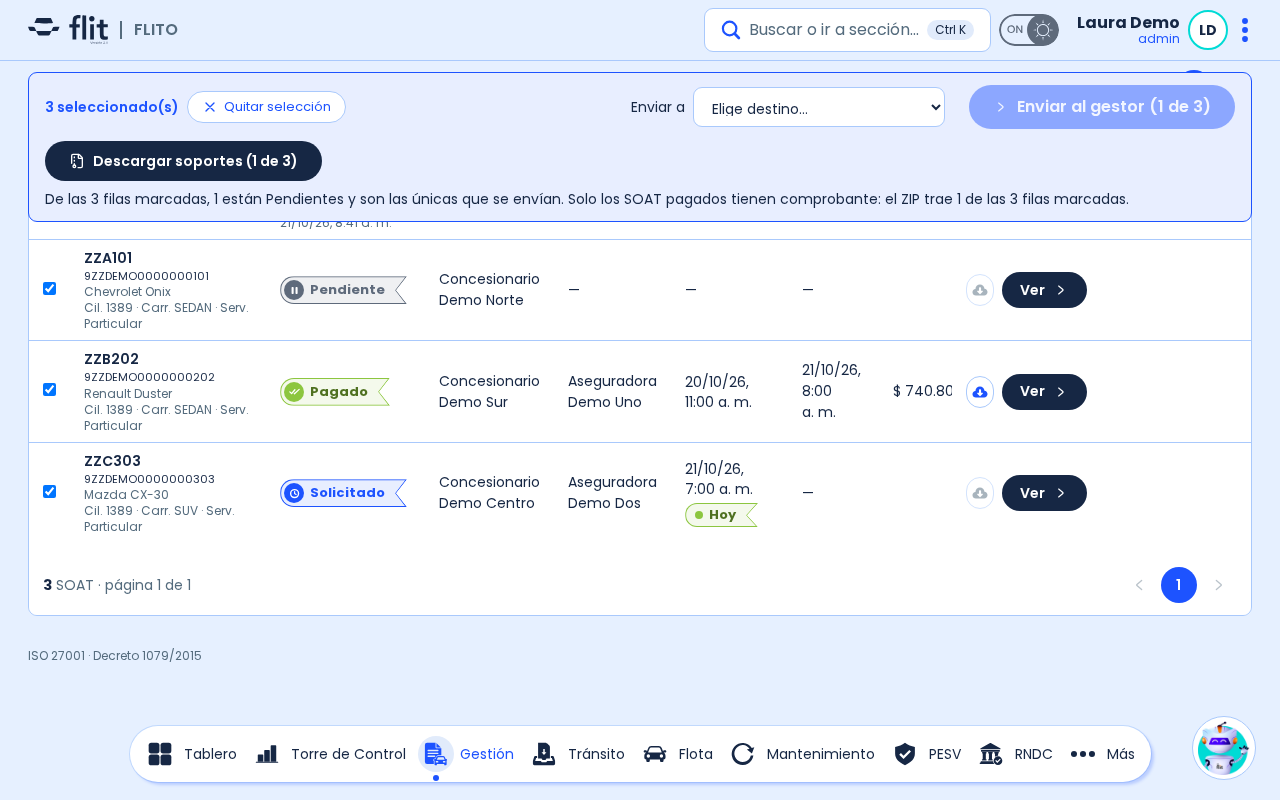 flit
FLITO
Buscar o ir a sección...
Ctrl K
ON
Laura Demo
admin
LD
3 seleccionado(s)
Quitar selección
Enviar a
Elige destino...
Enviar al gestor (1 de 3)
Descargar soportes (1 de 3)
De las 3 filas marcadas, 1 están Pendientes y son las únicas que se envían. Solo los SOAT pagados tienen comprobante: el ZIP trae 1 de las 3 filas marcadas.
21/10/26, 8:41 a. m.
ZZA101
9ZZDEMO0000000101
Chevrolet Onix
Cil. 1389 · Carr. SEDAN · Serv.
Particular
Pendiente
Concesionario
Demo Norte
—
—
—
Ver
ZZB202
9ZZDEMO0000000202
Renault Duster
Cil. 1389 · Carr. SEDAN · Serv.
Particular
Pagado
Concesionario
Demo Sur
Aseguradora
Demo Uno
20/10/26,
11:00 a. m.
21/10/26,
8:00
a. m.
$ 740.80
Ver
ZZC303
9ZZDEMO0000000303
Mazda CX-30
Cil. 1389 · Carr. SUV · Serv.
Particular
Solicitado
Concesionario
Demo Centro
Aseguradora
Demo Dos
21/10/26,
7:00 a. m.
Hoy
—
Ver
3 SOAT · página 1 de 1
1
ISO 27001 · Decreto 1079/2015
Tablero
Torre de Control
Gestión
Tránsito
Flota
Mantenimiento
PESV
RNDC
Más